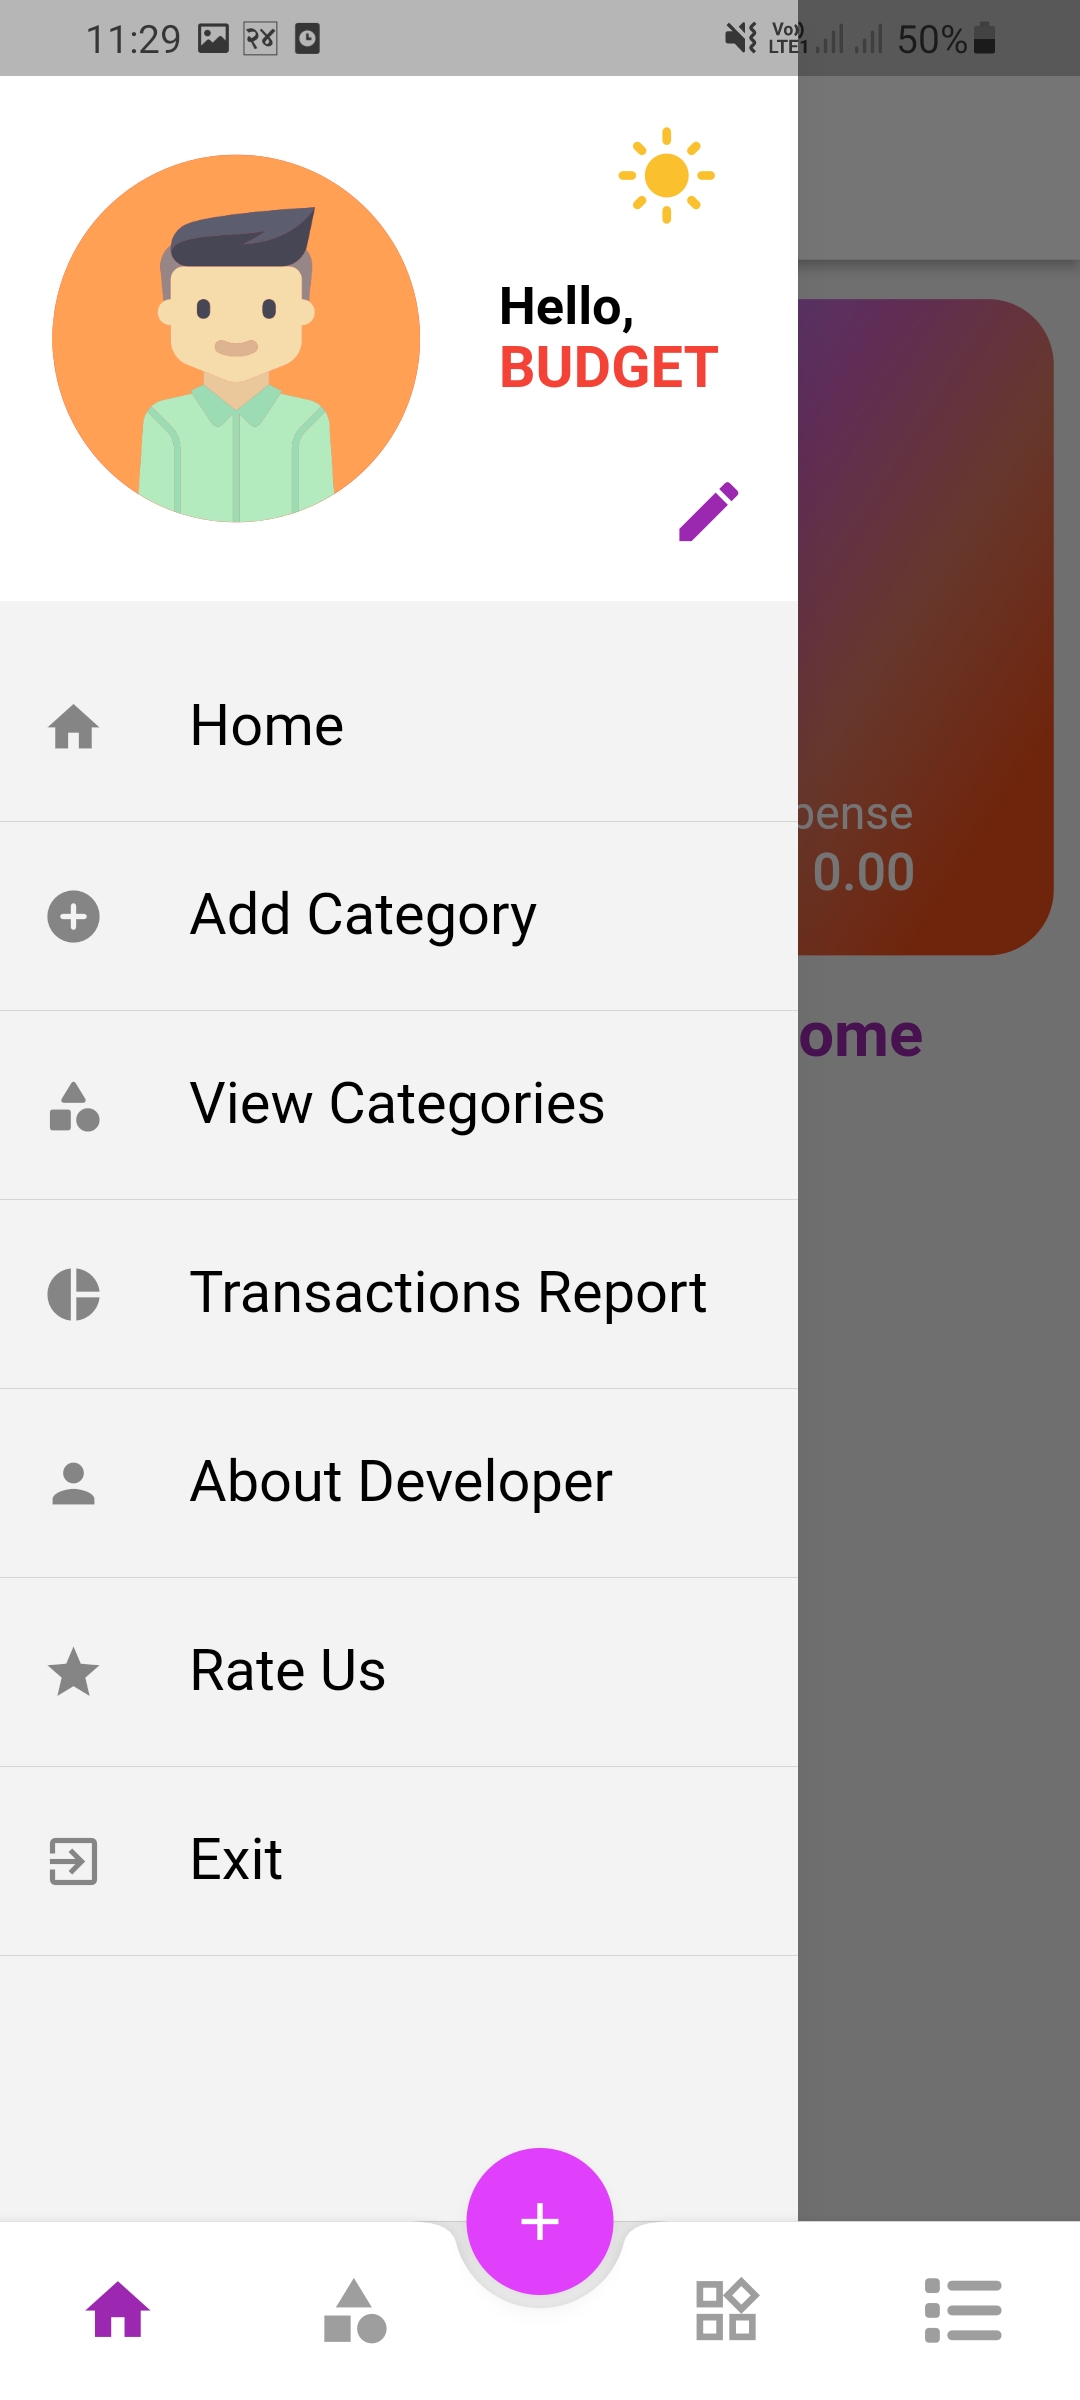 11:29 २४ Vo)) LTE1 50%
Hello,
BUDGET
Home
pense
0.00
Add Category
ome
View Categories
Transactions Report
About Developer
Rate Us
Exit